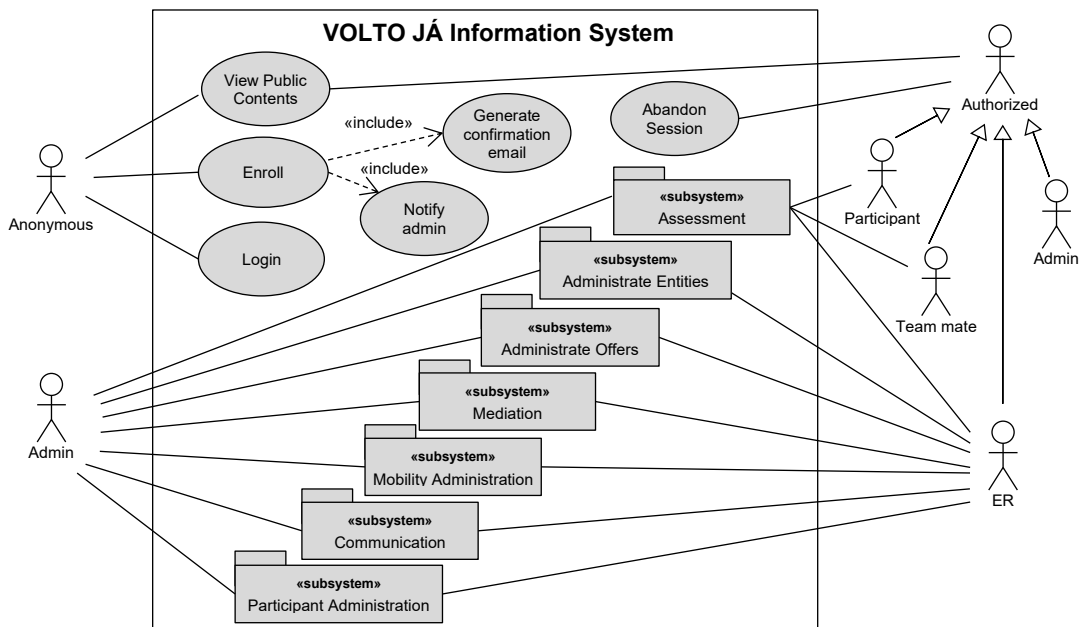 VOLTO JÁ Information System
View Public
Contents
Generate
confirmation
email
Abandon
Session
Authorized
«include»
Enroll
«include»
Notify
admin
Anonymous
Login
«subsystem»
Assessment
Participant
Admin
«subsystem»
Administrate Entities
Team mate
«subsystem»
Administrate Offers
«subsystem»
Mediation
Admin
«subsystem»
Mobility Administration
ER
«subsystem»
Communication
«subsystem»
Participant Administration